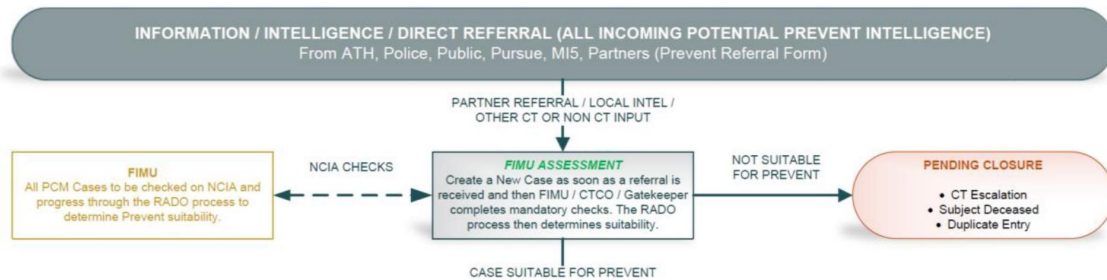 INFORMATION / INTELLIGENCE / DIRECT REFERRAL (ALL INCOMING POTENTIAL PREVENT INTELLIGENCE)
From ATH, Police, Public, Pursue, MI5, Partners (Prevent Referral Form)
PARTNER REFERRAL / LOCAL INTEL /
OTHER CT OR NON CT INPUT
FIMU
All PCM Cases to be checked on NCIA and
progress through the RADO process to
determine Prevent suitability.
NCIA CHECKS
FIMU ASSESSMENT
Create a New Case as soon as a referral is
received and then FIMU / CTCO / Gatekeeper
completes mandatory checks. The RADO
process then determines suitability.
NOT SUITABLE
FOR PREVENT
PENDING CLOSURE
• CT Escalation
• Subject Deceased
• Duplicate Entry
CASE SUITABLE FOR PREVENT